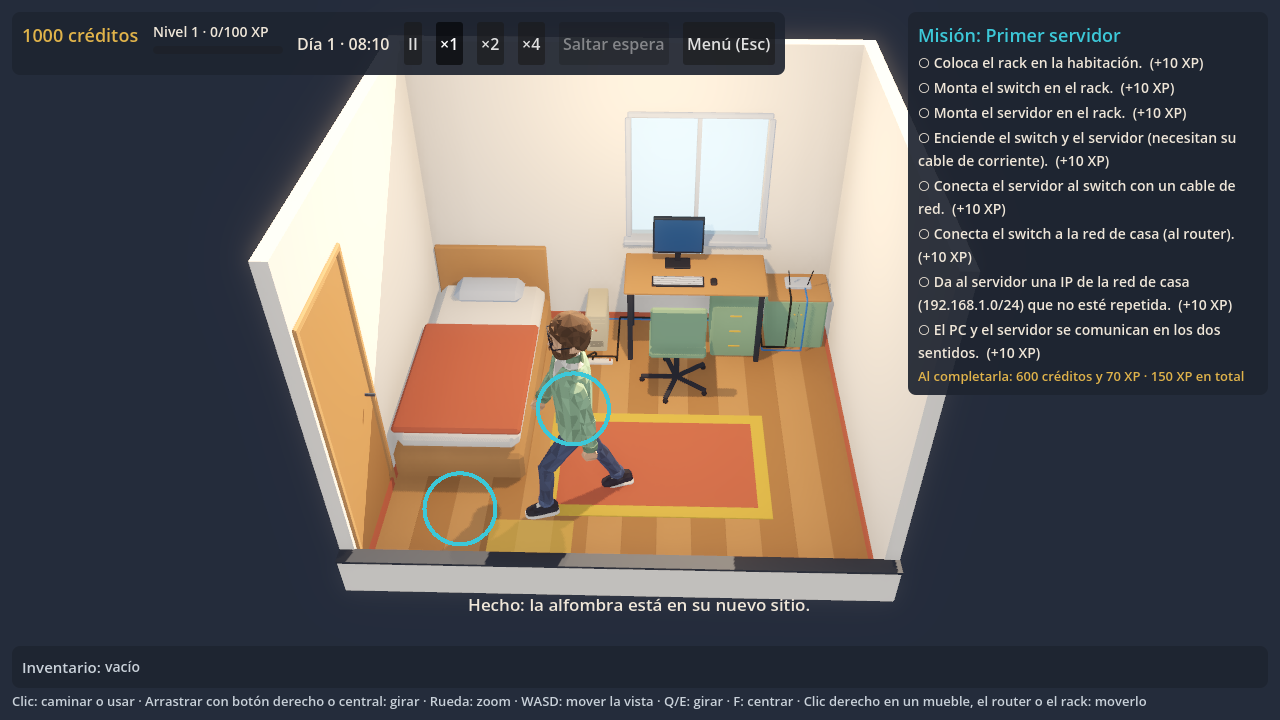 1000 créditos
Nivel 1 · 0/100 XP
Día 1 · 08:10
II
×1
×2
×4
Saltar espera
Menú (Esc)
Misión: Primer servidor
○ Coloca el rack en la habitación.  (+10 XP)
○ Monta el switch en el rack.  (+10 XP)
○ Monta el servidor en el rack.  (+10 XP)
○ Enciende el switch y el servidor (necesitan su
cable de corriente).  (+10 XP)
○ Conecta el servidor al switch con un cable de
red.  (+10 XP)
○ Conecta el switch a la red de casa (al router).
(+10 XP)
○ Da al servidor una IP de la red de casa
(192.168.1.0/24) que no esté repetida.  (+10 XP)
○ El PC y el servidor se comunican en los dos
sentidos.  (+10 XP)
Al completarla: 600 créditos y 70 XP · 150 XP en total
Hecho: la alfombra está en su nuevo sitio.
Inventario: vacío
Clic: caminar o usar · Arrastrar con botón derecho o central: girar · Rueda: zoom · WASD: mover la vista · Q/E: girar · F: centrar · Clic derecho en un mueble, el router o el rack: moverlo